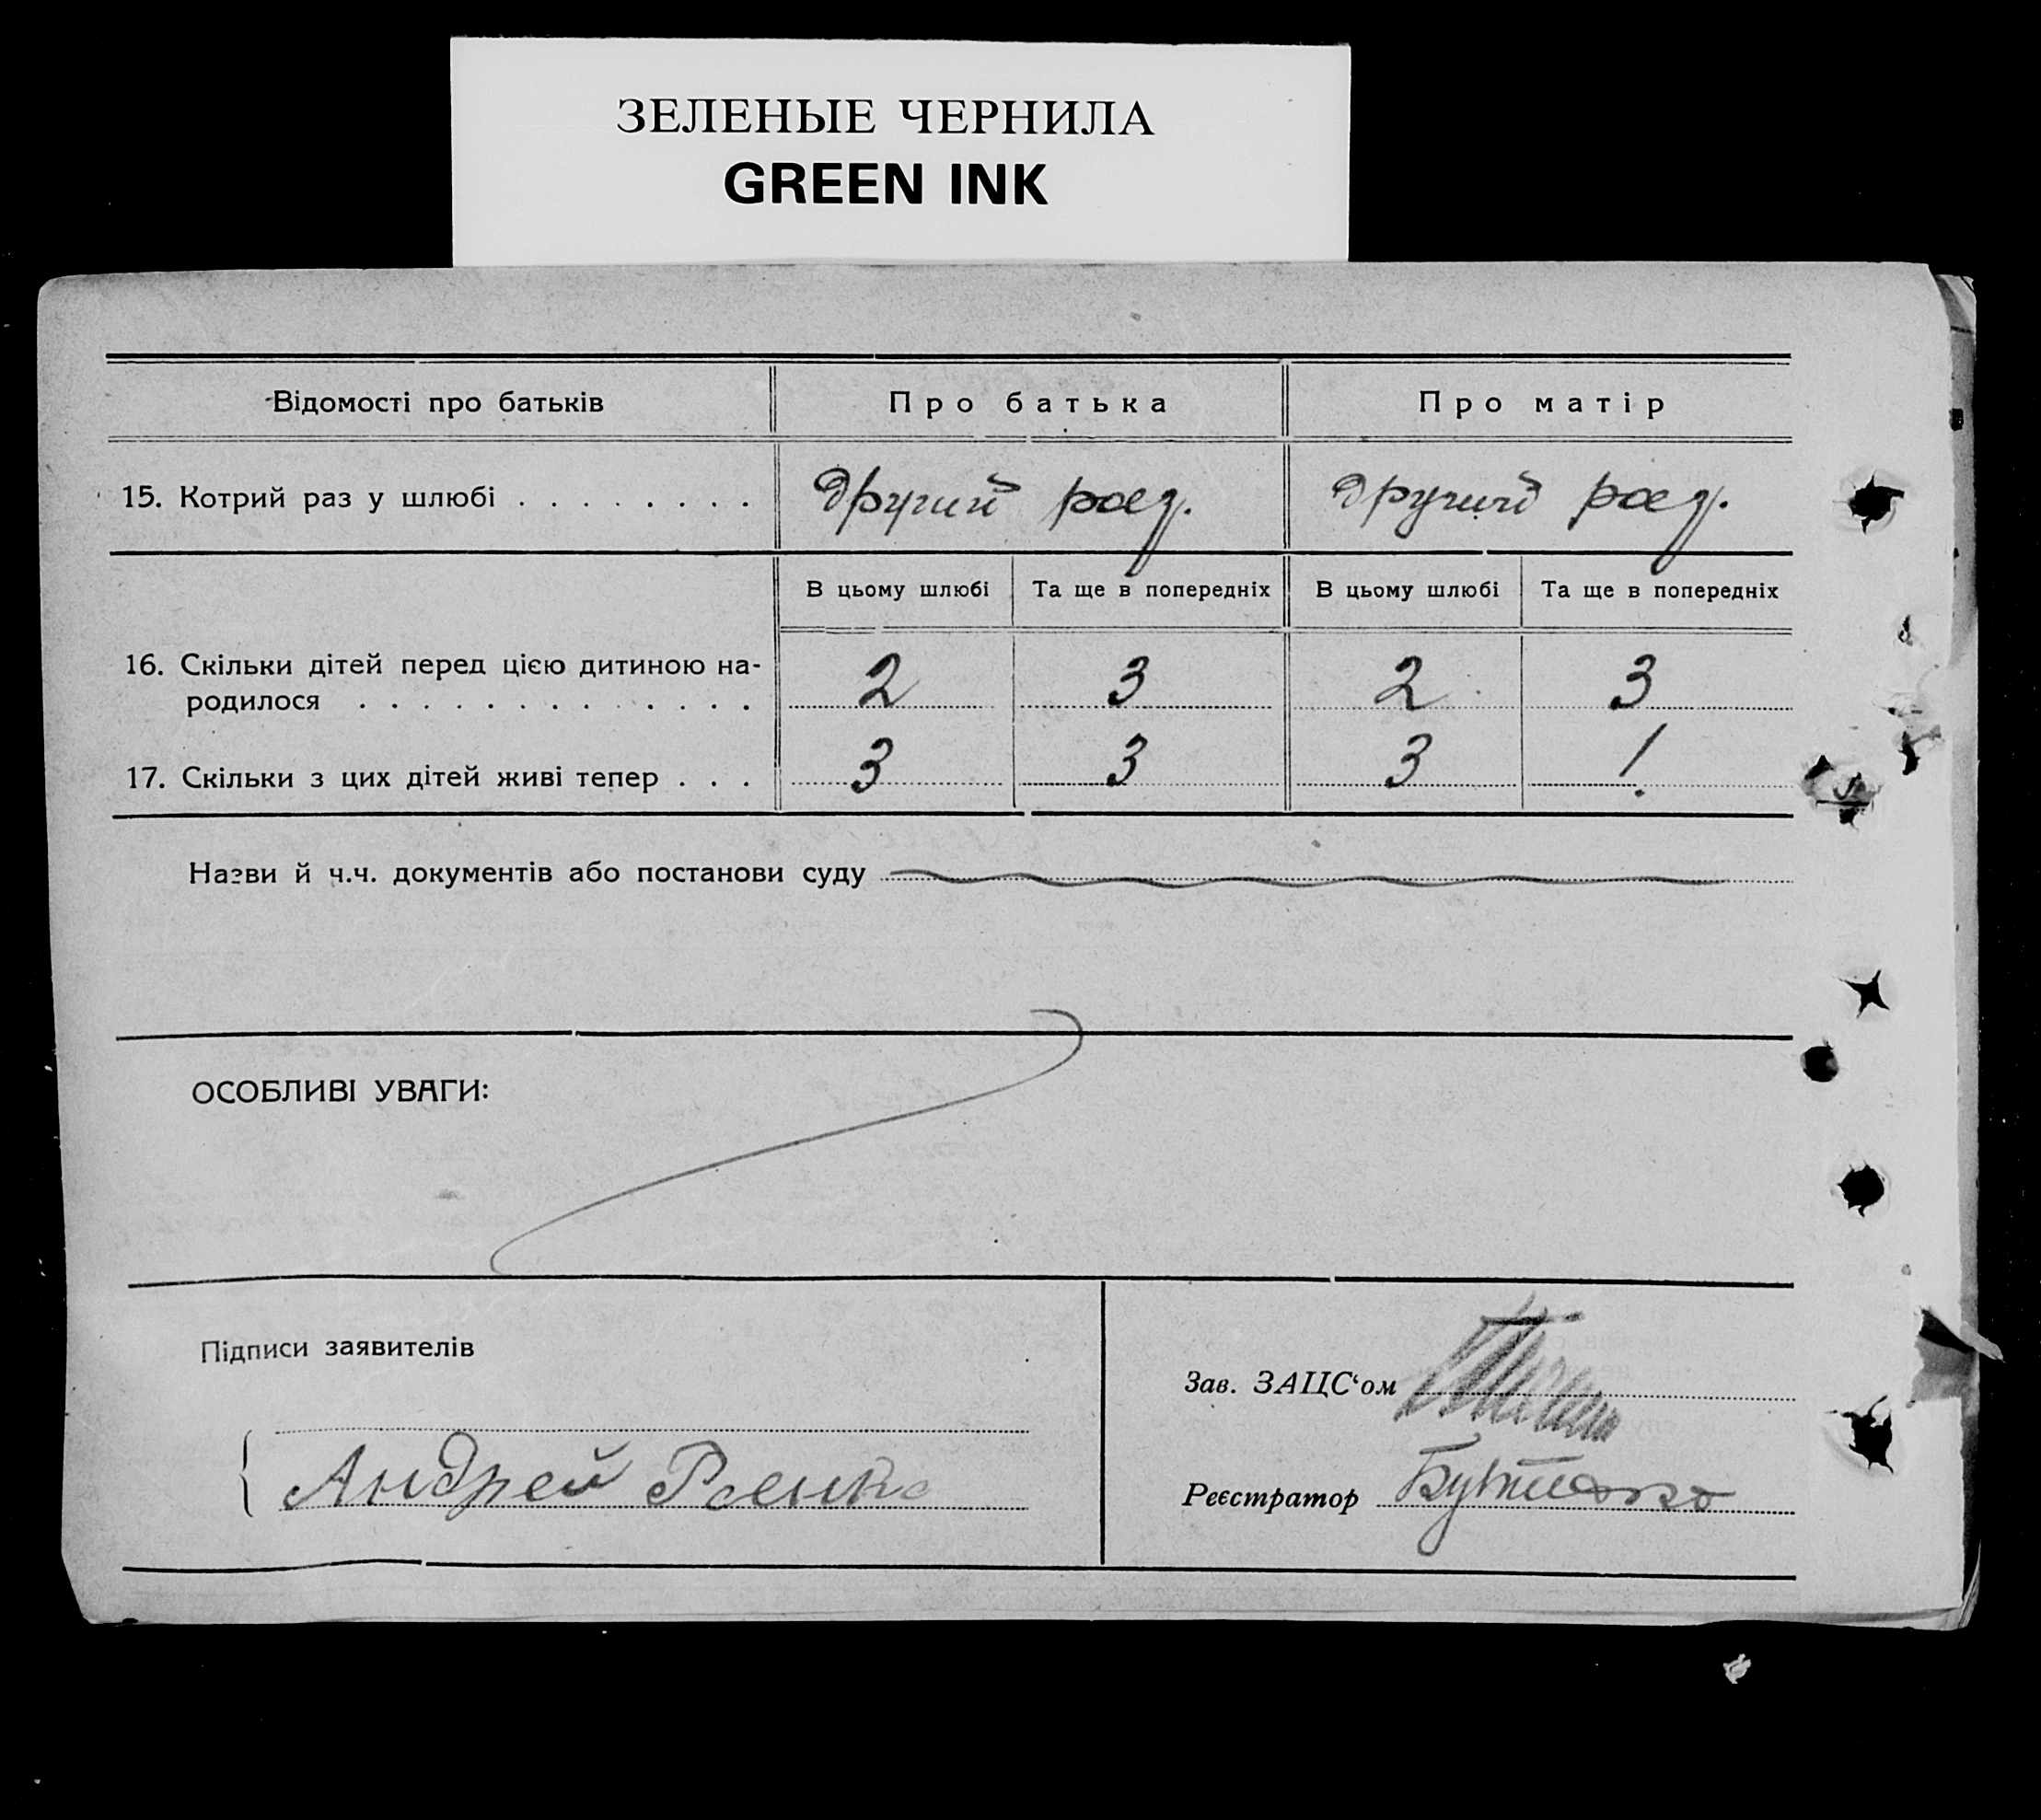 ЗЕЛЕНЫЕ ЧЕРНИЛА
GREEN INK
Відомості про батьків Про батька Про матір
15. Котрий раз у шлюбі . . . . . . . . другий раз. другий раз.
В цьому шлюбі Та ще в попередніх В цьому шлюбі Та ще в попередніх
16. Скільки дітей перед цією дитиною на-
родилося . . . . . . . . . . . . . . 2 3 2 3
17. Скільки з цих дітей живі тепер . . . 3 3 3 1
Назви й ч.ч. документів або постанови суду
ОСОБЛИВІ УВАГИ:
Підписи заявителів
Зав. ЗАЦС‘ом
Андрей
Реєстратор